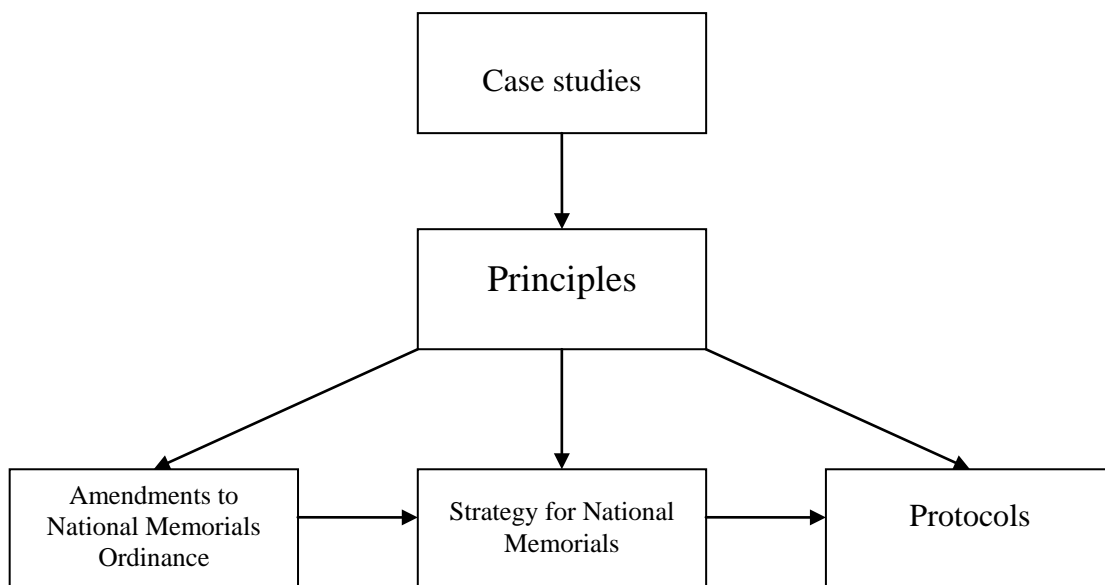 Case studies
Principles
Amendments to
National Memorials
Ordinance
Strategy for National
Memorials
Protocols